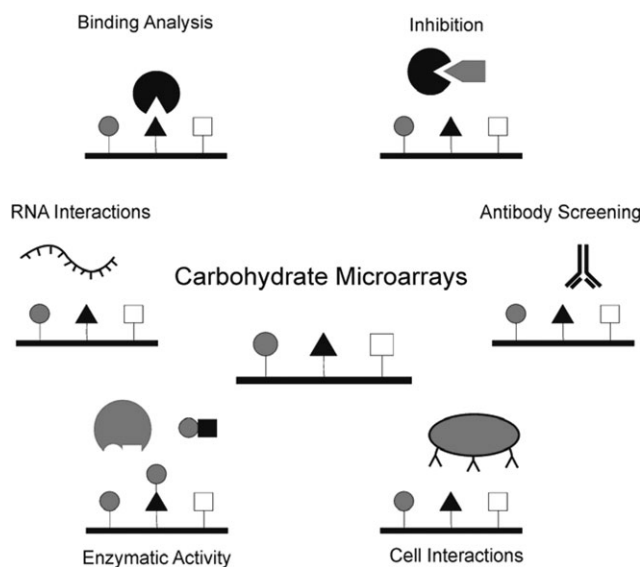 Binding Analysis
Inhibition
RNA Interactions
Antibody Screening
Carbohydrate Microarrays
Enzymatic Activity
Cell Interactions